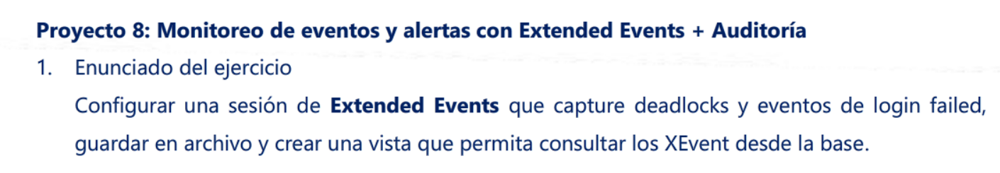 Proyecto 8: Monitoreo de eventos y alertas con Extended Events + Auditoría
1. Enunciado del ejercicio
Configurar una sesión de Extended Events que capture deadlocks y eventos de login failed,
guardar en archivo y crear una vista que permita consultar los XEvent desde la base.